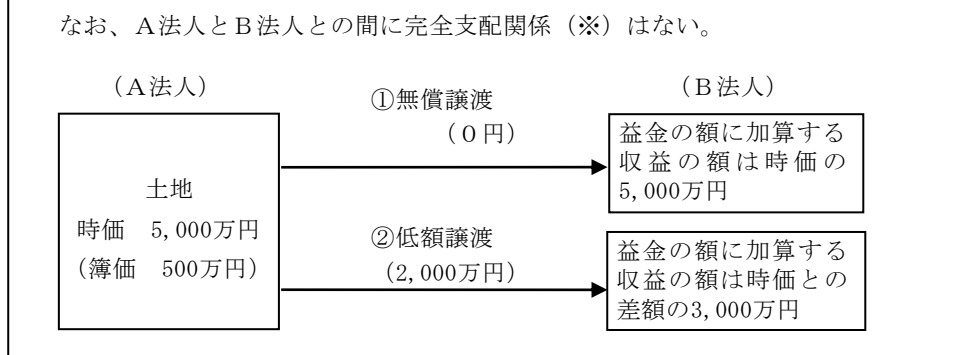 なお、A法人とB法人との間に完全支配関係（※）はない。
（A法人）
①無償譲渡
（0円）
（B法人）
土地
時価　5,000万円
（簿価　500万円）
益金の額に加算する
収益の額は時価の
5,000万円
②低額譲渡
（2,000万円）
益金の額に加算する
収益の額は時価との
差額の3,000万円